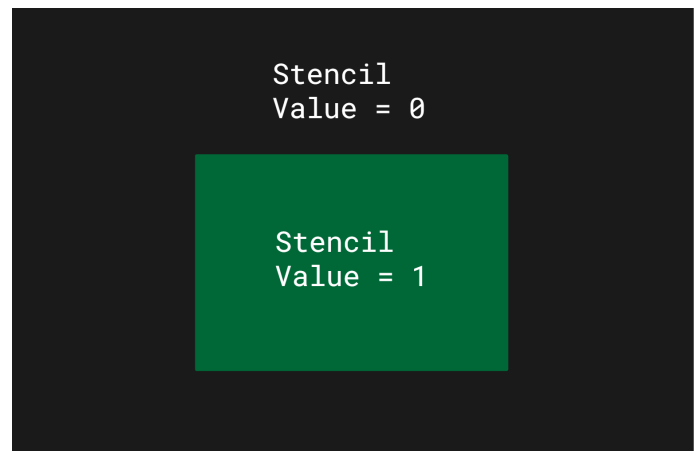 Stencil
Value = 0
Stencil
Value = 1